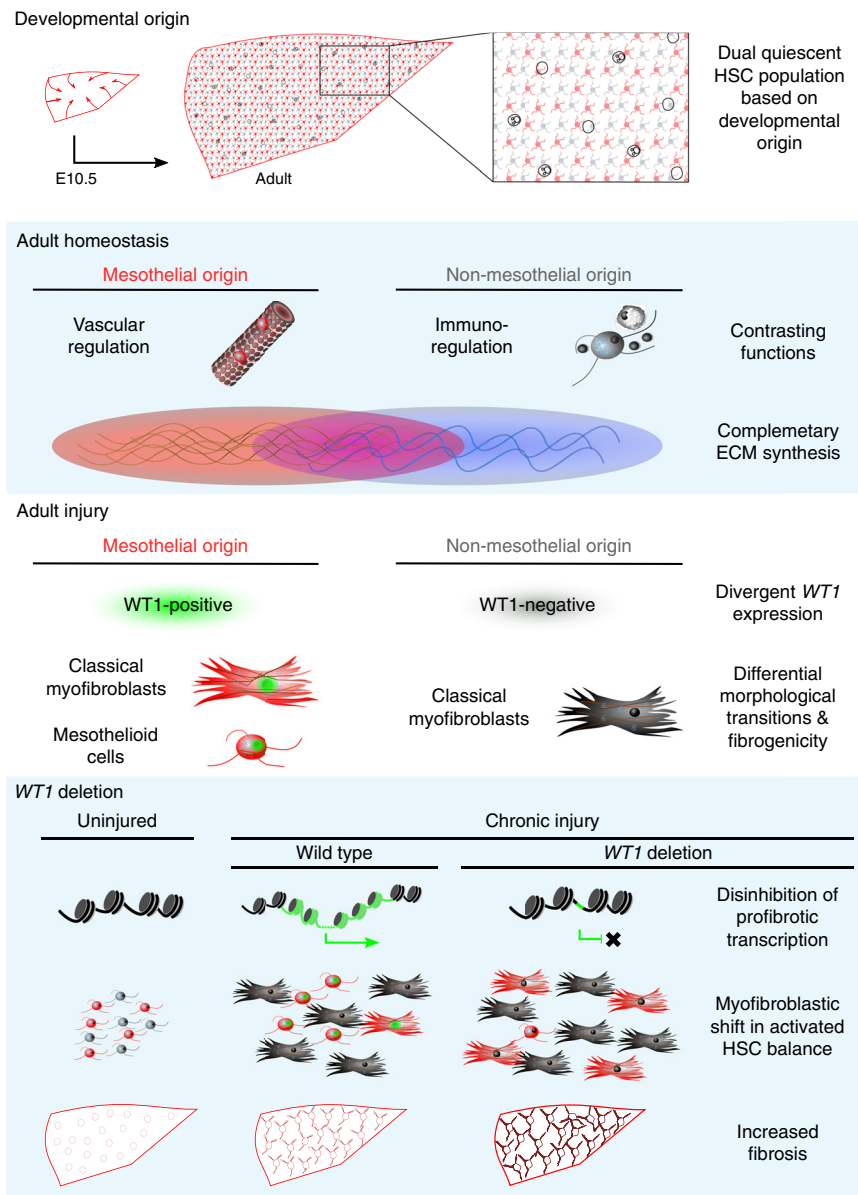 Developmental origin
E10.5
Adult
Dual quiescent
HSC population
based on
developmental
origin
Adult homeostasis
Mesothelial origin
Non-mesothelial origin
Vascular
regulation
Immuno-
regulation
Contrasting
functions
Complemetary
ECM synthesis
Adult injury
Mesothelial origin
Non-mesothelial origin
WT1-positive
WT1-negative
Divergent WT1
expression
Classical
myofibroblasts
Mesothelioid
cells
Classical
myofibroblasts
Differential
morphological
transitions &
fibrogenicity
WT1 deletion
Uninjured
Chronic injury
Wild type
WT1 deletion
Disinhibition of
profibrotic
transcription
Myofibroblastic
shift in activated
HSC balance
Increased
fibrosis